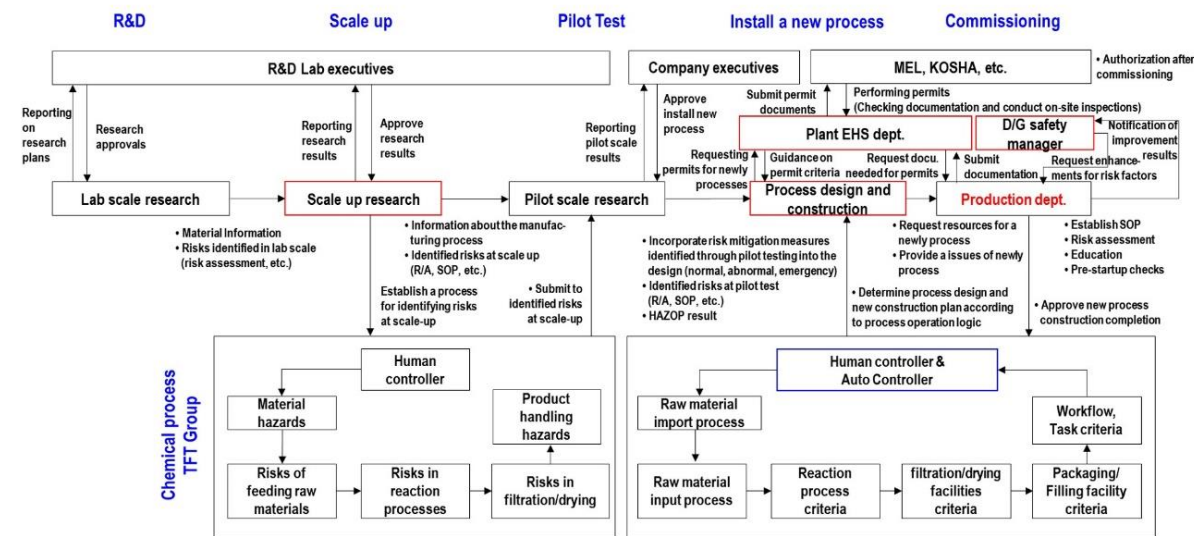 R&D
Scale up
Pilot Test
Install a new process
Commissioning
R&D Lab executives
Company executives
MEL, KOSHA, etc.
• Authorization after
commissioning
Reporting
on
research
plans
Research
approvals
Reporting
research
results
Approve
research
results
Reporting
pilot scale
results
Approve
install new
process
Submit permit
documents
Performing permits
(Checking documentation and conduct on-site inspections)
Plant EHS dept.
D/G safety
manager
Notification of
improvement
results
Requesting
permits for newly
processes
Guidance on
permit criteria
Request docu.
needed for permits
Submit
documentation
Request enhance-
ments for risk factors
Lab scale research
Scale up research
Pilot scale research
Process design and
construction
Production dept.
• Material Information
• Risks identified in lab scale
(risk assessment, etc.)
• Information about the manufac-
turing process
• Identified risks at scale up
(R/A, SOP, etc.)
Establish a process
for identifying risks
at scale-up
• Submit to
identified risks
at scale-up
• Incorporate risk mitigation measures
identified through pilot testing into the
design (normal, abnormal, emergency)
• Identified risks at pilot test
(R/A, SOP, etc.)
• HAZOP result
• Request resources for a
newly process
• Provide a issues of newly
process
• Establish SOP
• Risk assessment
• Education
• Pre-startup checks
• Determine process design and
new construction plan according
to process operation logic
• Approve new process
construction completion
Chemical process
TFT Group
Human
controller
Material
hazards
Product
handling
hazards
Risks of
feeding raw
materials
Risks in
reaction
processes
Risks in
filtration/drying
Human controller &
Auto Controller
Raw material
import process
Workflow,
Task criteria
Raw material
input process
Reaction
process
criteria
filtration/drying
facilities
criteria
Packaging/
Filling facility
criteria